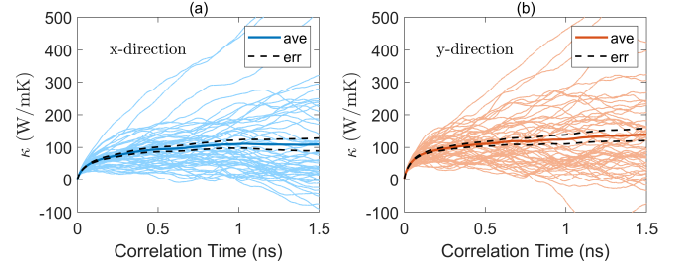 (a)
500
400
300
200
100
0
-100
κ (W/mK)
x-direction
ave
err
0
0.5
1
1.5
Correlation Time (ns)
(b)
500
400
300
200
100
0
-100
κ (W/mK)
y-direction
ave
err
0
0.5
1
1.5
Correlation Time (ns)